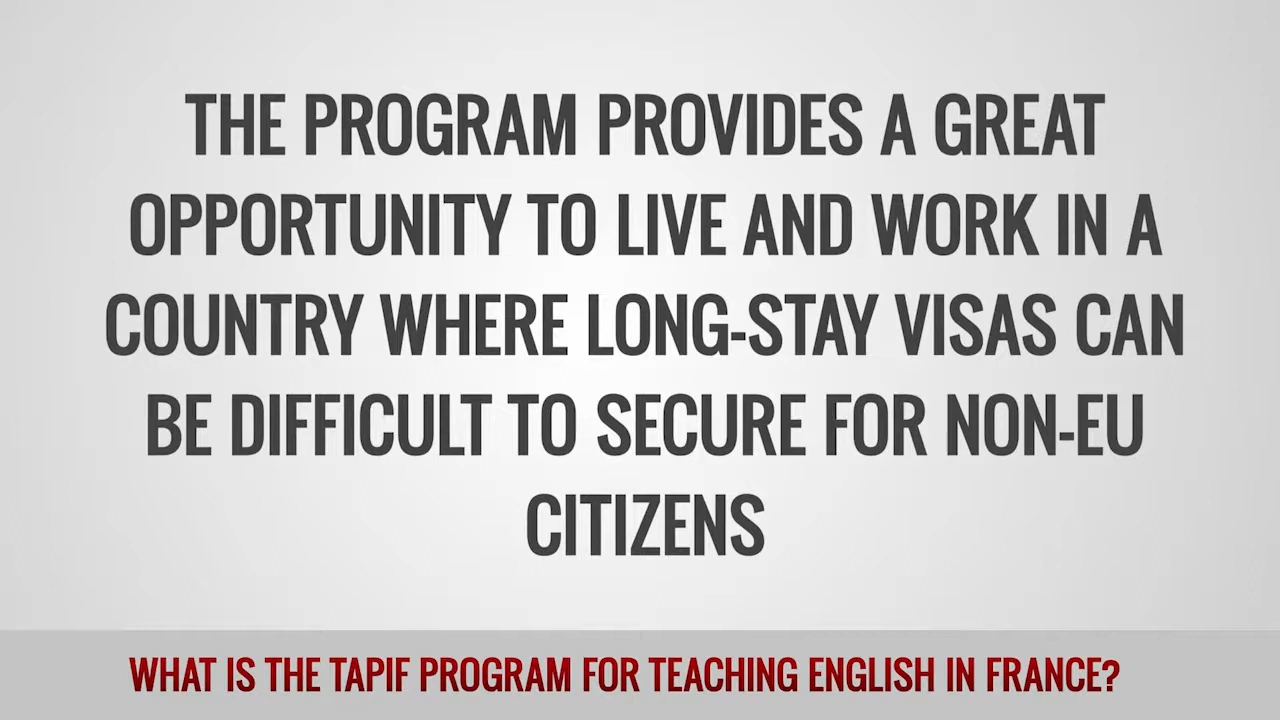 THE PROGRAM PROVIDES A GREAT
OPPORTUNITY TO LIVE AND WORK IN A
COUNTRY WHERE LONG-STAY VISAS CAN
BE DIFFICULT TO SECURE FOR NON-EU
CITIZENS
WHAT IS THE TAPIF PROGRAM FOR TEACHING ENGLISH IN FRANCE?